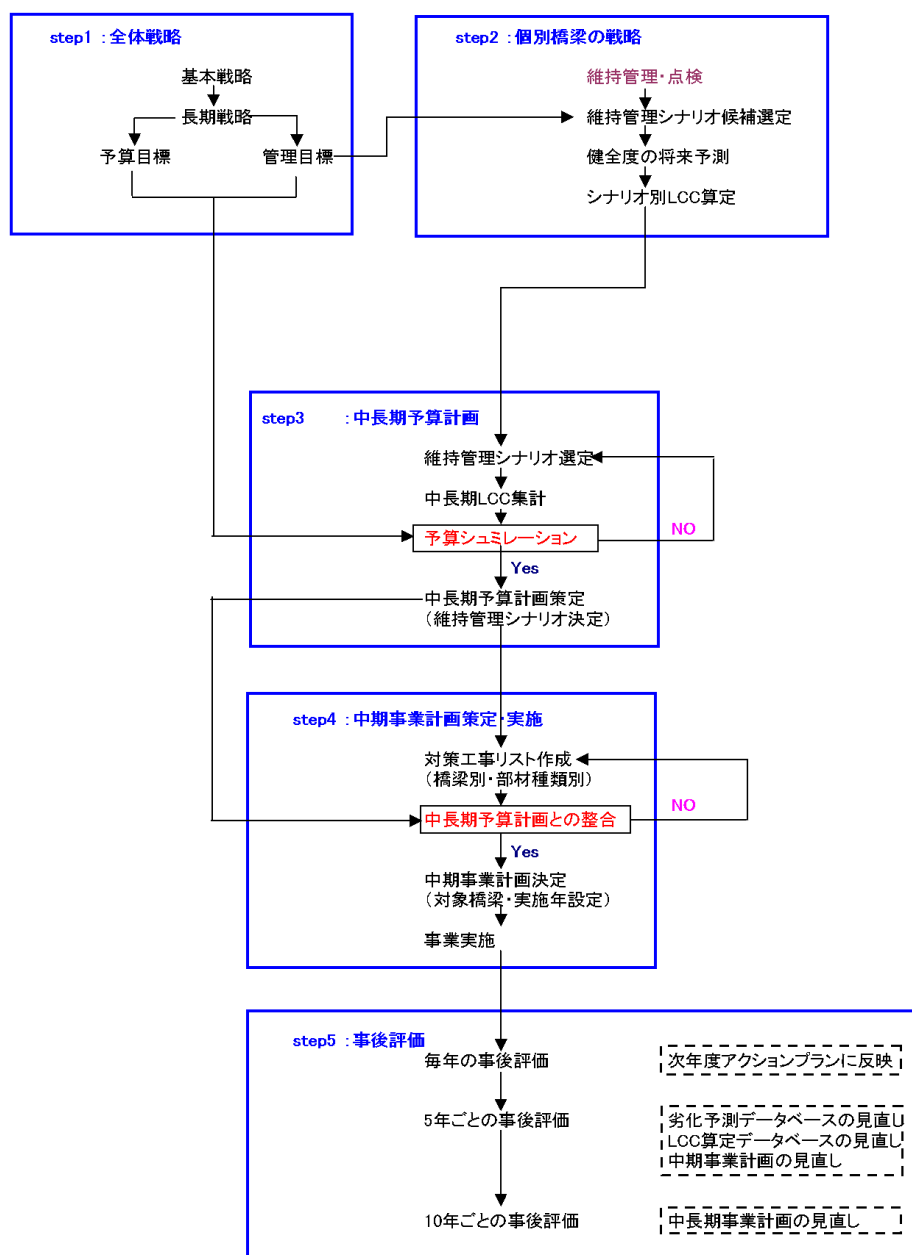 step1：全体戦略
基本戦略
長期戦略
予算目標
管理目標
step2：個別橋梁の戦略
維持管理・点検
維持管理シナリオ候補選定
健全度の将来予測
シナリオ別LCC算定
step3　：中長期予算計画
維持管理シナリオ選定
中長期LCC集計
予算シュミレーション
NO
Yes
中長期予算計画策定
（維持管理シナリオ決定）
step4：中期事業計画策定・実施
対策工事リスト作成
（橋梁別・部材種類別）
NO
中長期予算計画との整合
Yes
中期事業計画決定
（対象橋梁・実施年設定）
事業実施
step5：事後評価
毎年の事後評価
次年度アクションプランに反映
5年ごとの事後評価
劣化予測データベースの見直し
LCC算定データベースの見直し
中期事業計画の見直し
10年ごとの事後評価
中長期事業計画の見直し